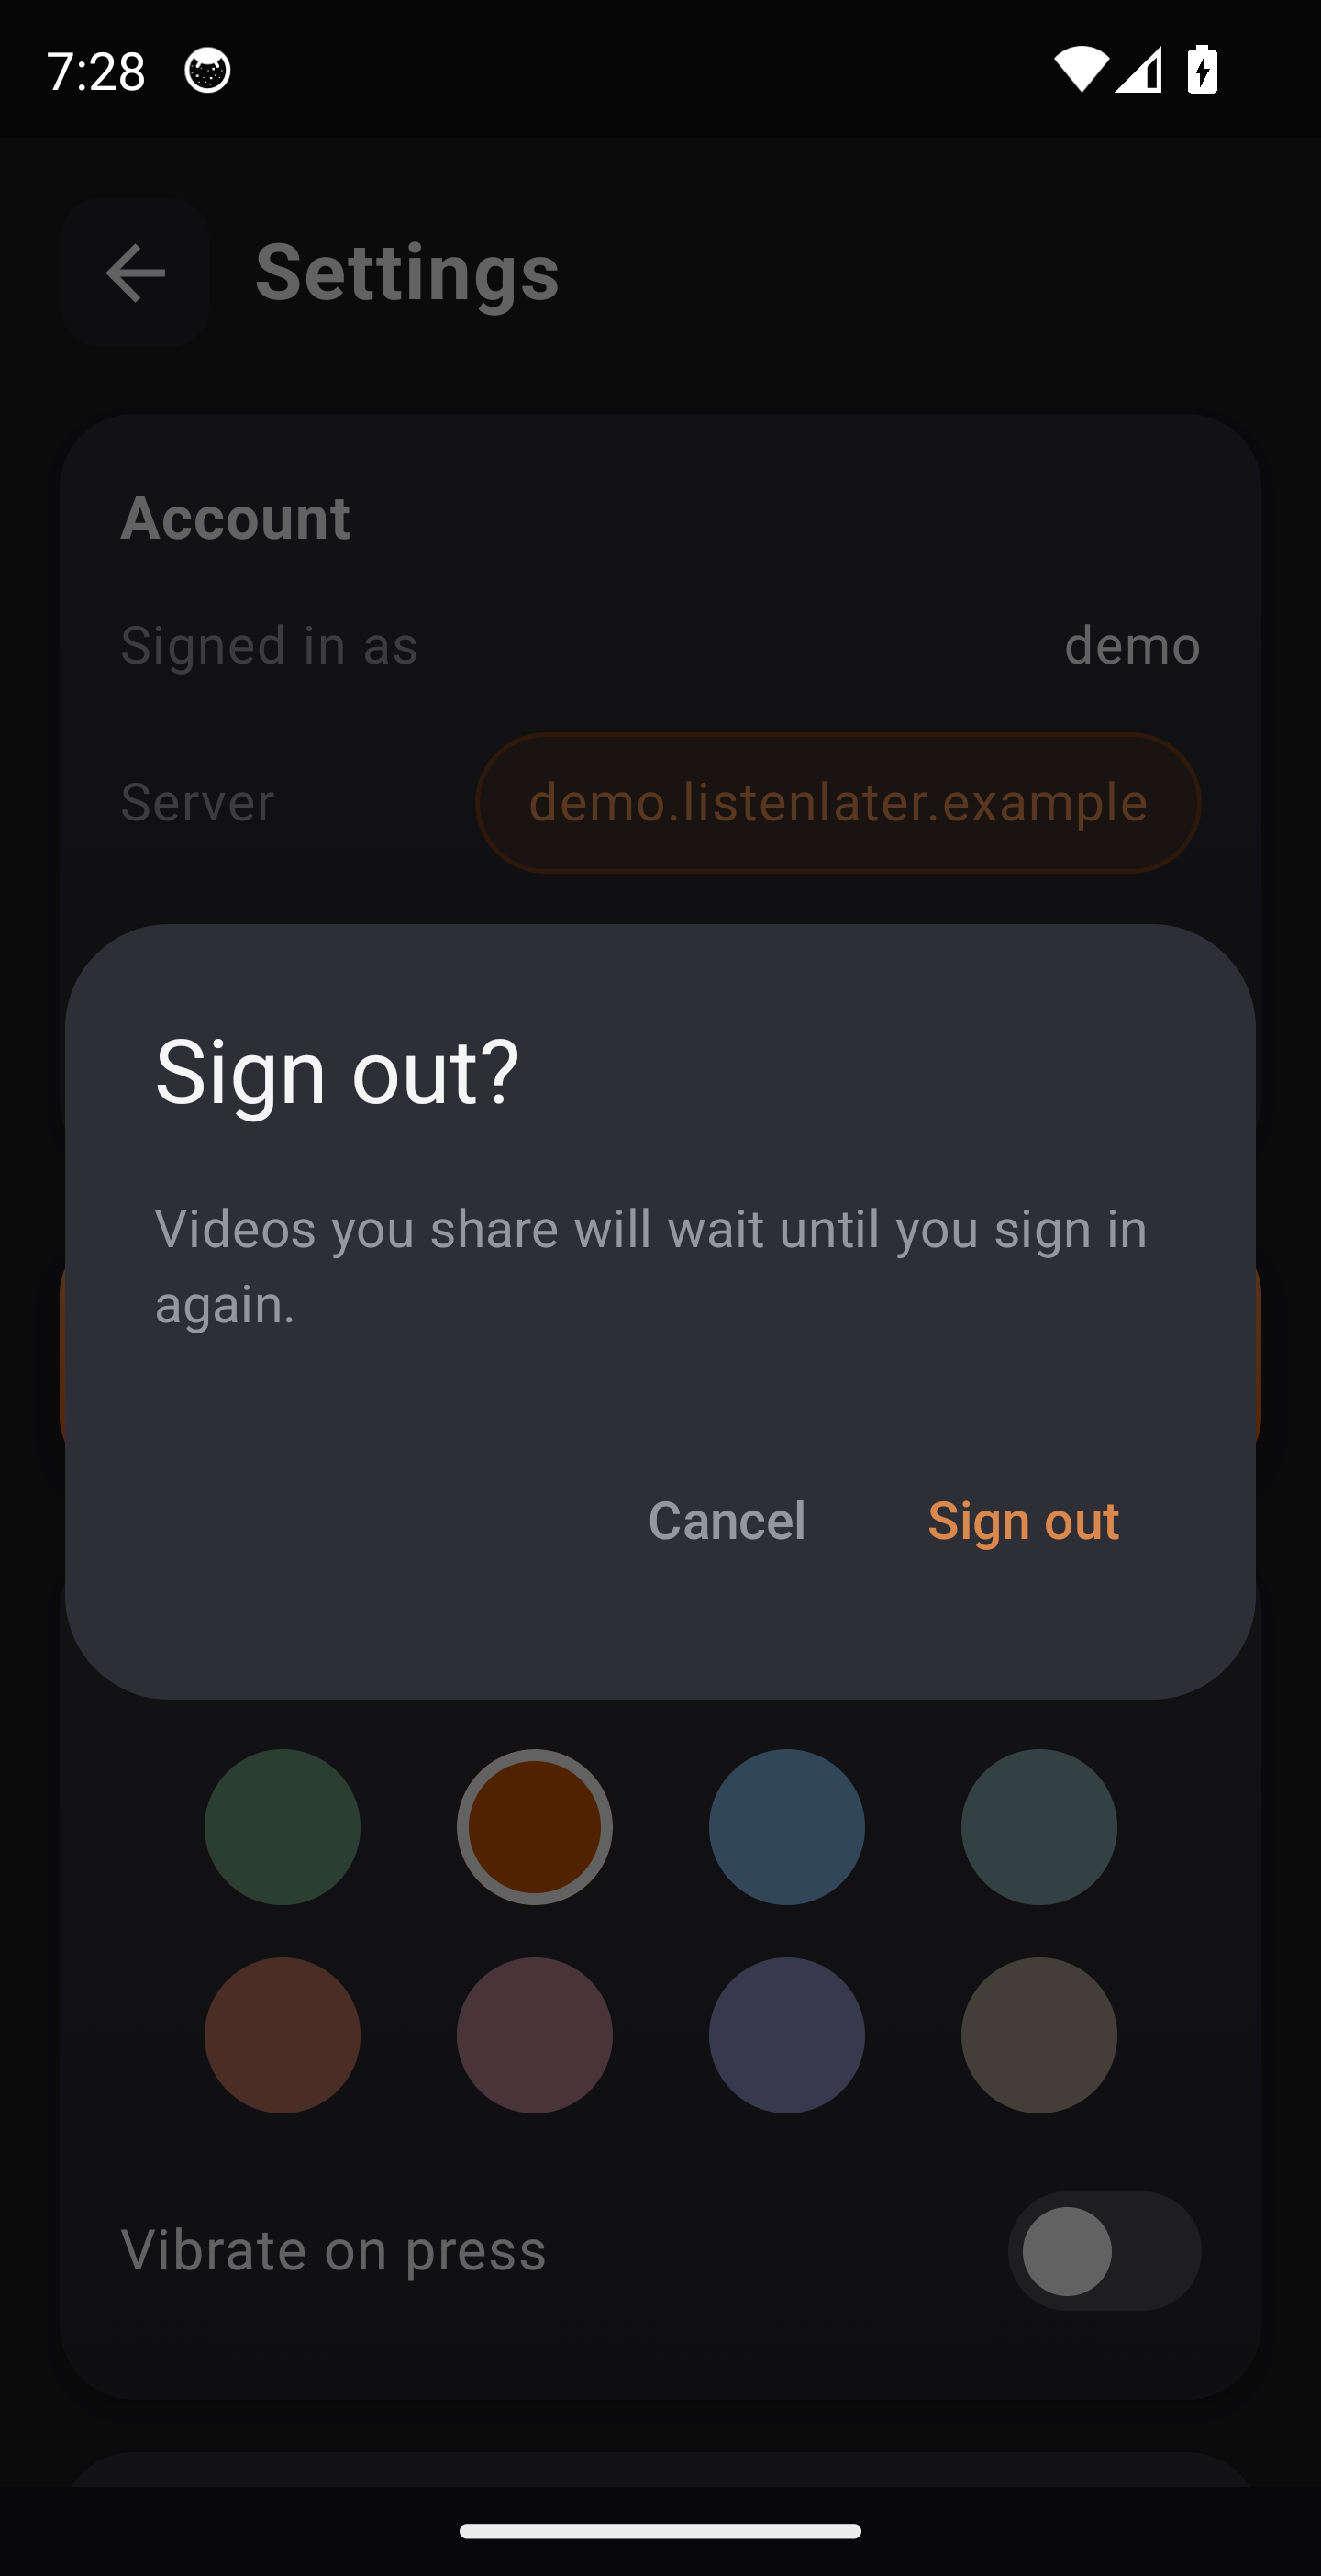 7:28
Settings
Account
Signed in as demo
Server demo.listenlater.example
Sign out?
Videos you share will wait until you sign in
again.
Cancel Sign out
Vibrate on press